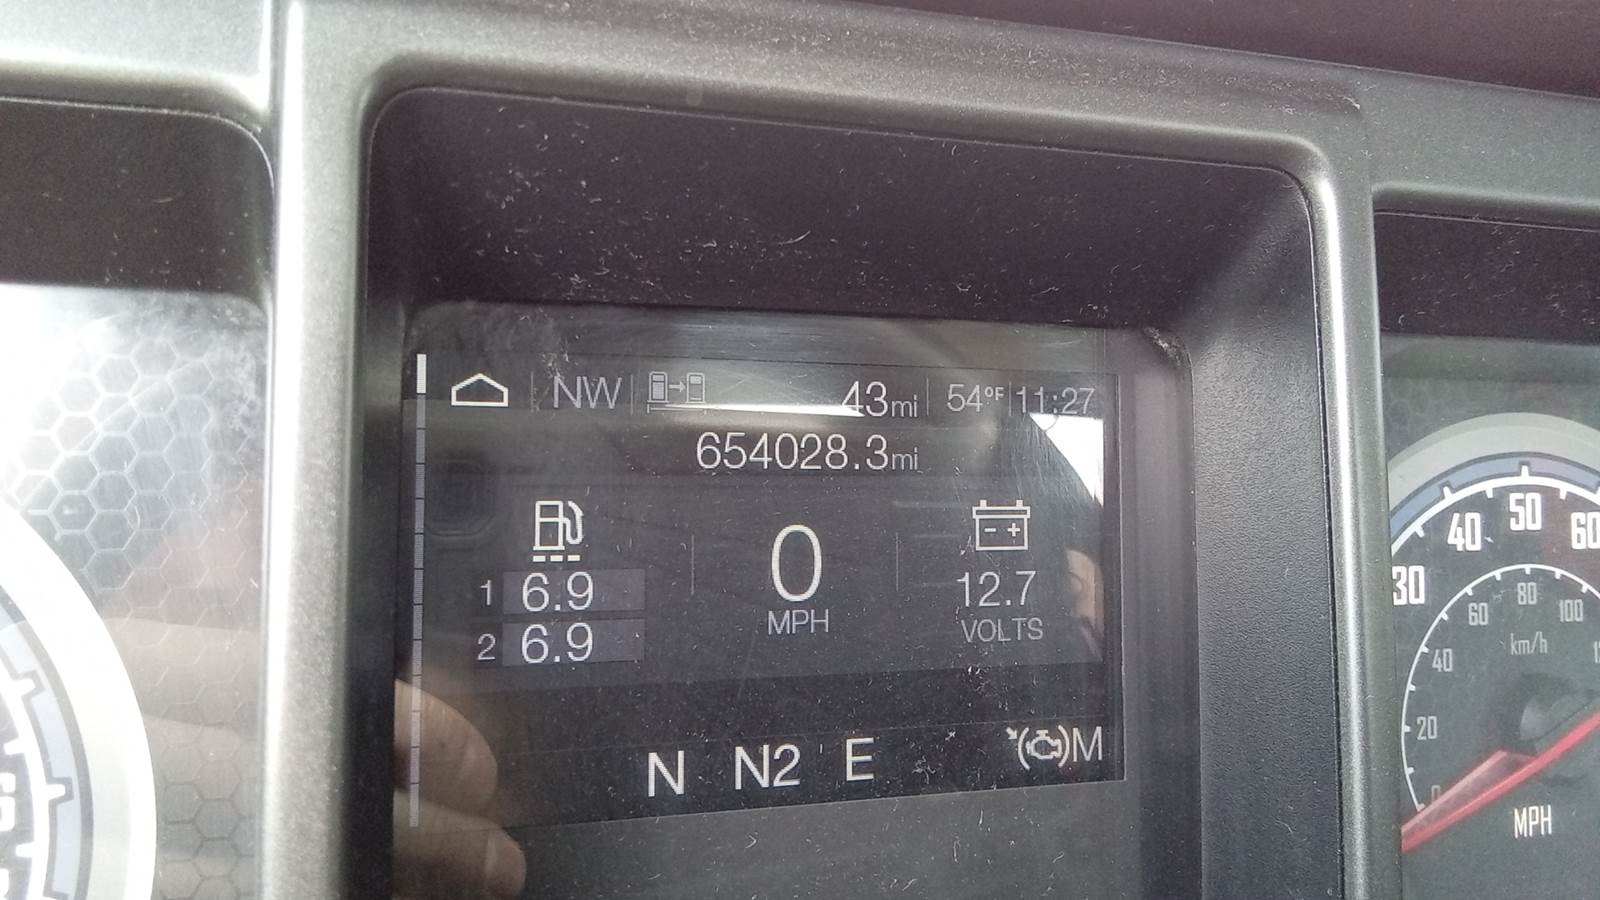 NW 43mi 54°F 11:27
654028.3mi
1 6.9
2 6.9
0
MPH
- +
12.7
VOLTS
N N2 E M
30 40 50 60
0 20 40 60 80 100
km/h
MPH